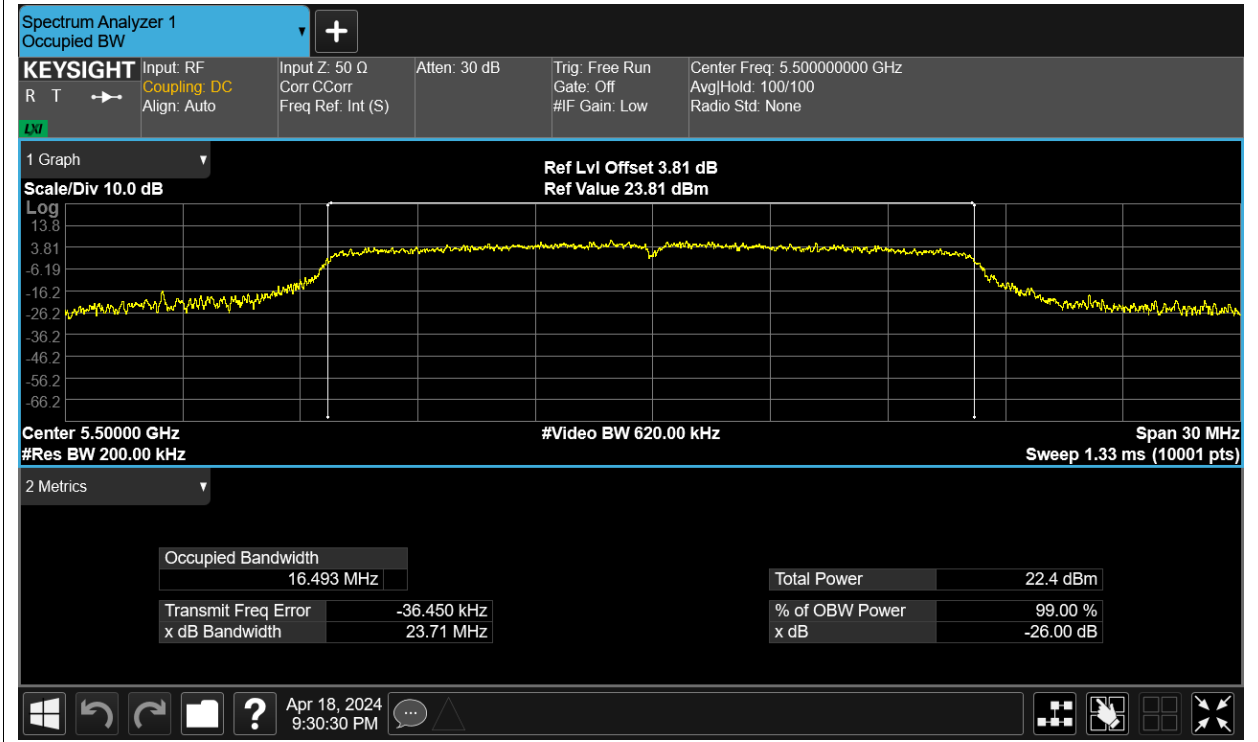 Spectrum Analyzer 1
Occupied BW
KEYSIGHT
R T
LXI
Input: RF
Coupling: DC
Align: Auto
Input Z: 50 Ω
Corr CCorr
Freq Ref: Int (S)
Atten: 30 dB
Trig: Free Run
Gate: Off
#IF Gain: Low
Center Freq: 5.500000000 GHz
Avg|Hold: 100/100
Radio Std: None
1 Graph
Scale/Div 10.0 dB
Ref Lvl Offset 3.81 dB
Ref Value 23.81 dBm
Log
13.8
3.81
-6.19
-16.2
-26.2
-36.2
-46.2
-56.2
-66.2
Center 5.50000 GHz
#Res BW 200.00 kHz
#Video BW 620.00 kHz
Span 30 MHz
Sweep 1.33 ms (10001 pts)
2 Metrics
Occupied Bandwidth
16.493 MHz
Transmit Freq Error -36.450 kHz
x dB Bandwidth 23.71 MHz
Total Power 22.4 dBm
% of OBW Power 99.00 %
x dB -26.00 dB
?
Apr 18, 2024
9:30:30 PM